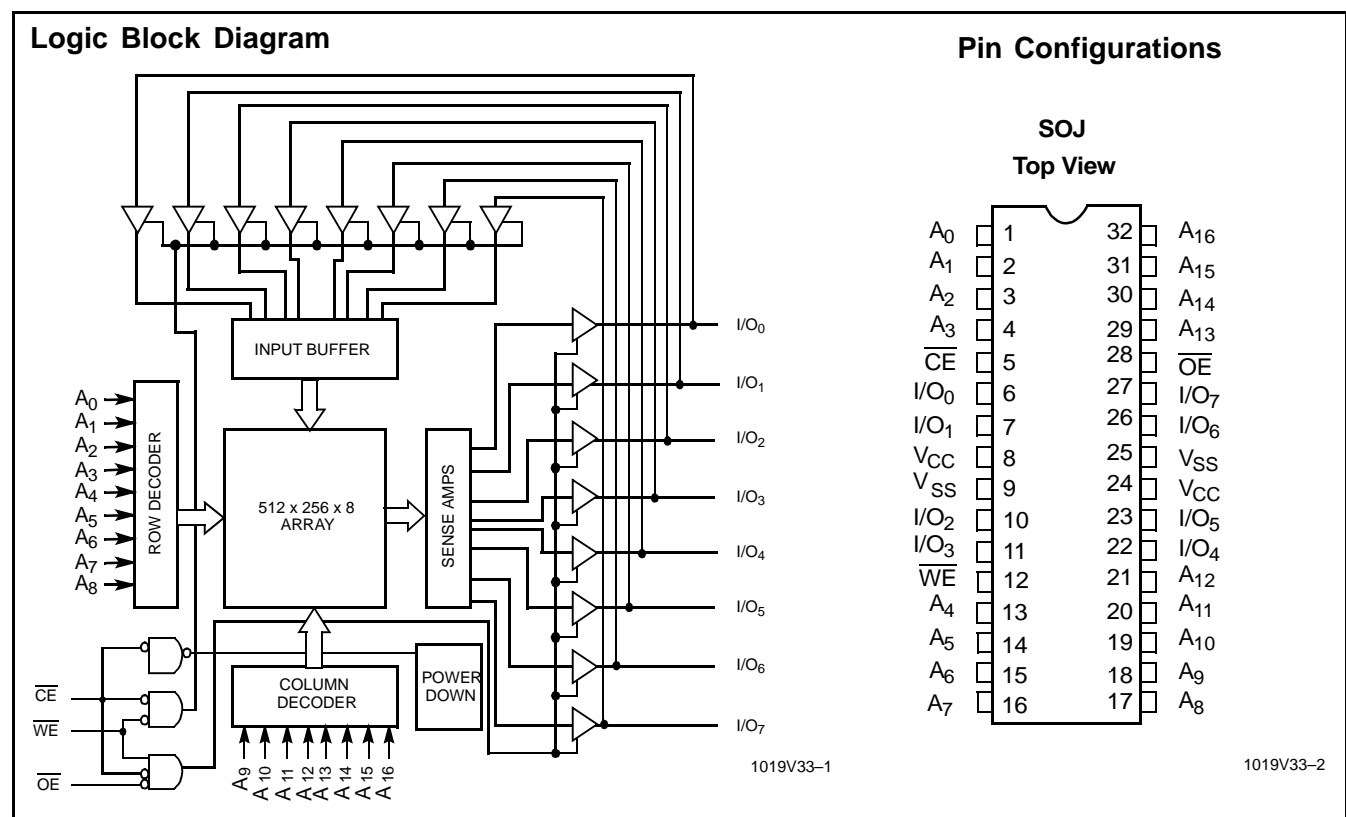 Logic Block Diagram
INPUT BUFFER
A0
A1
A2
A3
A4
A5
A6
A7
A8
ROW DECODER
512 x 256 x 8
ARRAY
SENSE AMPS
I/O0
I/O1
I/O2
I/O3
I/O4
I/O5
I/O6
I/O7
COLUMN
DECODER
POWER
DOWN
CE
WE
OE
A9
A10
A11
A12
A13
A14
A15
A16
1019V33–1
Pin Configurations
SOJ
Top View
A0 1 32 A16
A1 2 31 A15
A2 3 30 A14
A3 4 29 A13
CE 5 28 OE
I/O0 6 27 I/O7
I/O1 7 26 I/O6
VCC 8 25 VSS
VSS 9 24 VCC
I/O2 10 23 I/O5
I/O3 11 22 I/O4
WE 12 21 A12
A4 13 20 A11
A5 14 19 A10
A6 15 18 A9
A7 16 17 A8
1019V33–2